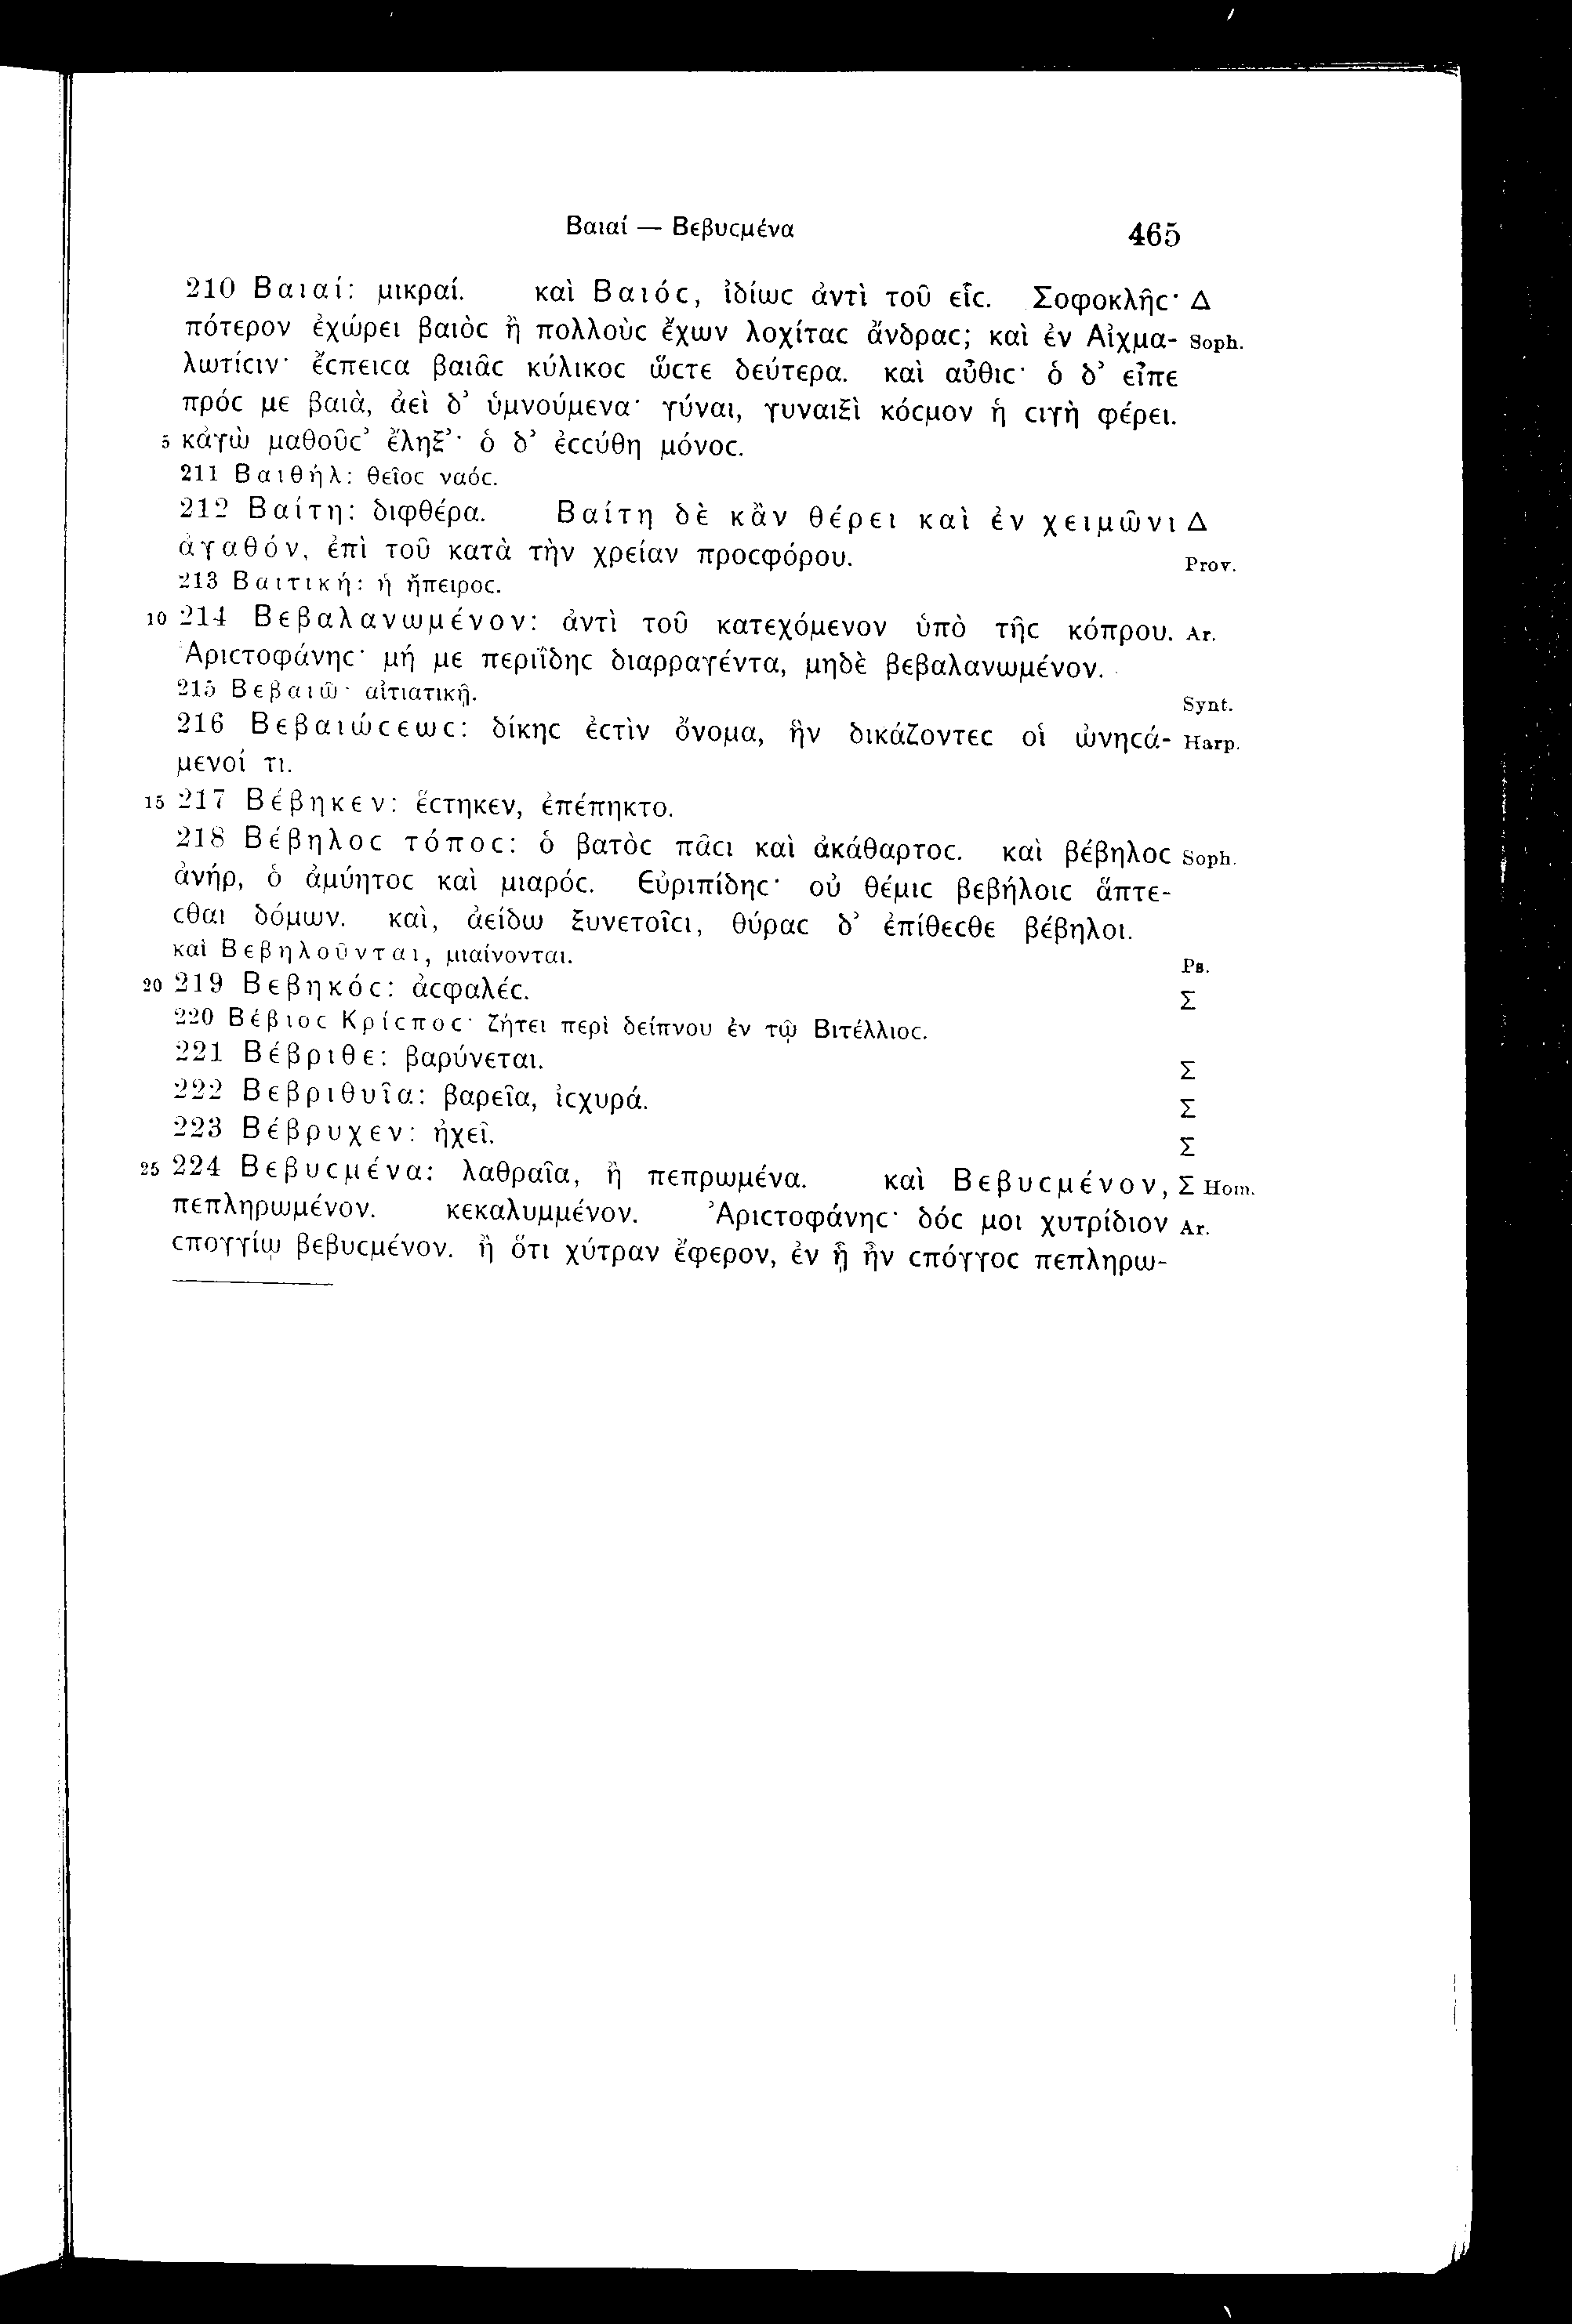 Βαιαί — Βεβυϲμένα 465
210 Βαιαί: μικραί. καὶ Βαιόϲ, ἰδίωϲ ἀντὶ τοῦ εἷϲ. Σοφοκλῆϲ· Δ
πότερον ἐχώρει βαιὸϲ ἢ πολλοὺϲ ἔχων λοχίταϲ ἄνδραϲ; καὶ ἐν Αἰχμα- Soph.
λωτίϲιν· ἔϲπειϲα βαιᾶϲ κύλικοϲ ὥϲτε δεύτερα. καὶ αὖθιϲ· ὁ δ’ εἶπε
πρόϲ με βαιὰ, ἀεὶ δ’ ὑμνούμενα· γύναι, γυναιξὶ κόϲμον ἡ ϲιγὴ φέρει.
5 κἀγὼ μαθοῦϲ’ ἔληξ’· ὁ δ’ ἐϲϲύθη μόνοϲ.
211 Βαιθήλ: θεῖοϲ ναόϲ.
212 Βαίτη: διφθέρα. Βαίτη δὲ κἂν θέρει καὶ ἐν χειμῶνι Δ
ἀγαθόν, ἐπὶ τοῦ κατὰ τὴν χρείαν προϲφόρου. Prov.
213 Βαιτική: ἡ ἤπειροϲ.
10 214 Βεβαλανωμένον: ἀντὶ τοῦ κατεχόμενον ὑπὸ τῆϲ κόπρου. Ar.
Ἀριϲτοφάνηϲ· μή με περιΐδηϲ διαρραγέντα, μηδὲ βεβαλανωμένον.
215 Βεβαιῶ· αἰτιατικῇ. Synt.
216 Βεβαιώϲεωϲ: δίκηϲ ἐϲτὶν ὄνομα, ἣν δικάζοντεϲ οἱ ὠνηϲά- Harp.
μενοί τι.
15 217 Βέβηκεν: ἕϲτηκεν, ἐπέπηκτο.
218 Βέβηλοϲ τόποϲ: ὁ βατὸϲ πᾶϲι καὶ ἀκάθαρτοϲ. καὶ βέβηλοϲ Soph.
ἀνήρ, ὁ ἀμύητοϲ καὶ μιαρόϲ. Εὐριπίδηϲ· οὐ θέμιϲ βεβήλοιϲ ἅπτε-
ϲθαι δόμων. καὶ, ἀείδω ξυνετοῖϲι, θύραϲ δ’ ἐπίθεϲθε βέβηλοι.
καὶ Βεβηλοῦνται, μιαίνονται. Ps.
20 219 Βεβηκόϲ: ἀϲφαλέϲ. Σ
220 Βέβιοϲ Κρίϲποϲ· ζήτει περὶ δείπνου ἐν τῷ Βιτέλλιοϲ.
221 Βέβριθε: βαρύνεται. Σ
222 Βεβριθυῖα: βαρεῖα, ἰϲχυρά. Σ
223 Βέβρυχεν: ἠχεῖ. Σ
25 224 Βεβυϲμένα: λαθραῖα, ἢ πεπρωμένα. καὶ Βεβυϲμένον, Σ Hom.
πεπληρωμένον. κεκαλυμμένον. Ἀριϲτοφάνηϲ· δόϲ μοι χυτρίδιον Ar.
ϲπογγίῳ βεβυϲμένον. ἢ ὅτι χύτραν ἔφερον, ἐν ᾗ ἦν ϲπόγγοϲ πεπληρω-